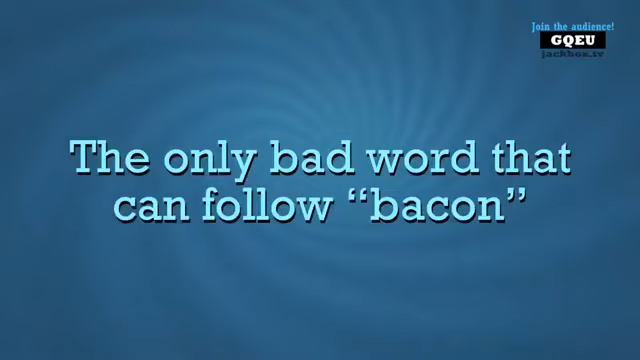 Join the audience!
GQEU
jackbox.tv
The only bad word that
can follow “bacon”